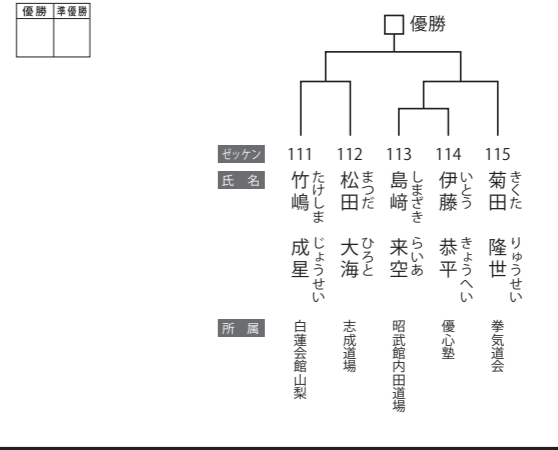 優勝 準優勝
優勝
ゼッケン 111 112 113 114 115
氏 名
竹嶋 成星
たけしま じょうせい
松田 大海
まつだ ひろと
島﨑 来空
しまざき らいあ
伊藤 恭平
いとう きょうへい
菊田 隆世
きくた りゅうせい
所 属
白蓮会館山梨
志成道場
昭武館内田道場
優心塾
拳気道会